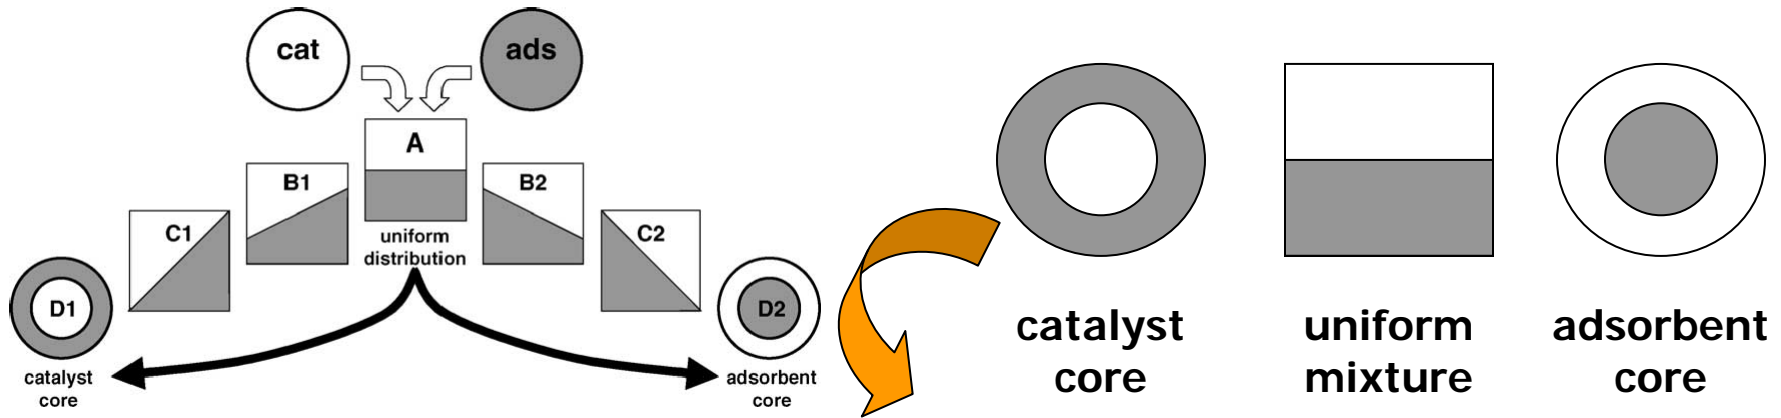 cat
ads
A
B1
B2
uniform
distribution
C1
C2
D1
D2
catalyst
core
adsorbent
core
catalyst
core
uniform
mixture
adsorbent
core